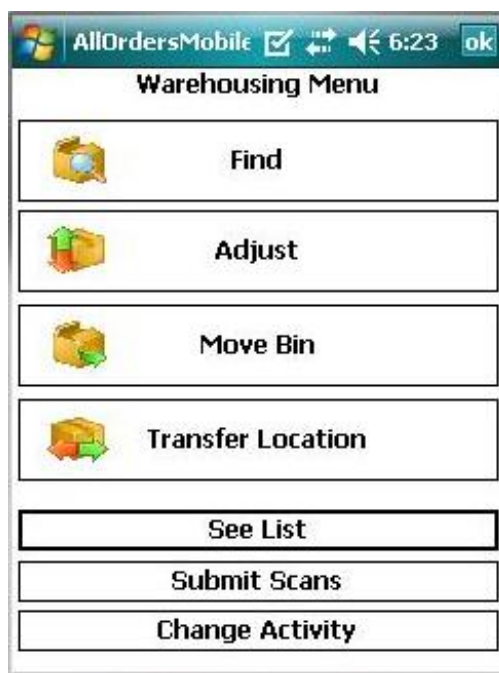 AllOrdersMobile 6:23 ok
Warehousing Menu
Find
Adjust
Move Bin
Transfer Location
See List
Submit Scans
Change Activity